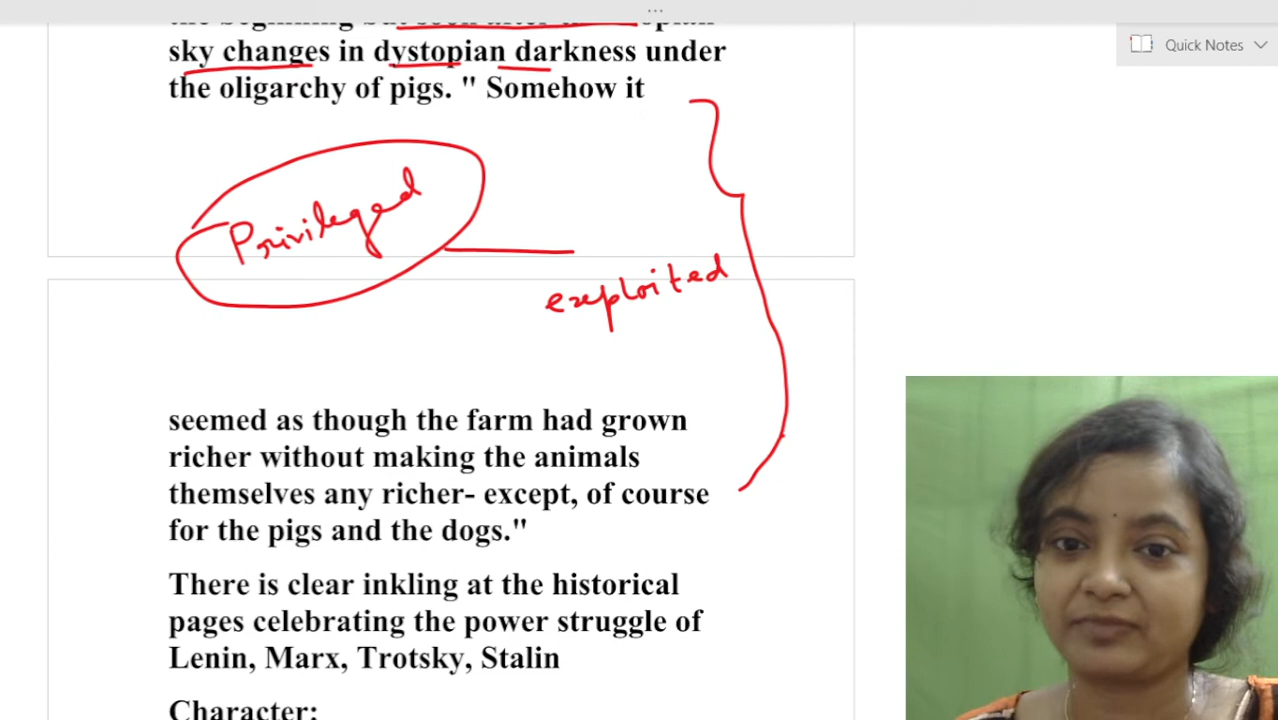 Quick Notes
sky changes in dystopian darkness under
the oligarchy of pigs. " Somehow it
Privileged
exploited
seemed as though the farm had grown
richer without making the animals
themselves any richer- except, of course
for the pigs and the dogs."
There is clear inkling at the historical
pages celebrating the power struggle of
Lenin, Marx, Trotsky, Stalin
Character: